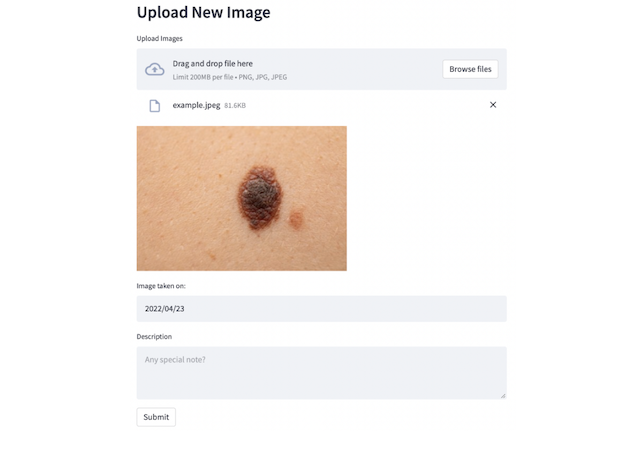 Upload New Image
Upload Images
Drag and drop file here
Limit 200MB per file • PNG, JPG, JPEG
Browse files
example.jpeg 81.6KB
Image taken on:
2022/04/23
Description
Any special note?
Submit